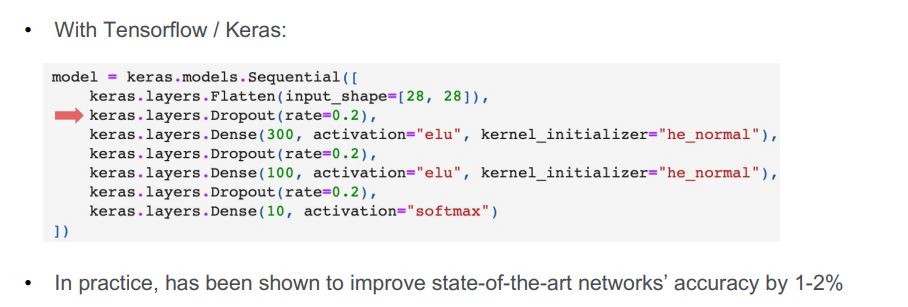 • With Tensorflow / Keras:
model = keras.models.Sequential([
    keras.layers.Flatten(input_shape=[28, 28]),
    keras.layers.Dropout(rate=0.2),
    keras.layers.Dense(300, activation="elu", kernel_initializer="he_normal"),
    keras.layers.Dropout(rate=0.2),
    keras.layers.Dense(100, activation="elu", kernel_initializer="he_normal"),
    keras.layers.Dropout(rate=0.2),
    keras.layers.Dense(10, activation="softmax")
])
• In practice, has been shown to improve state-of-the-art networks’ accuracy by 1-2%